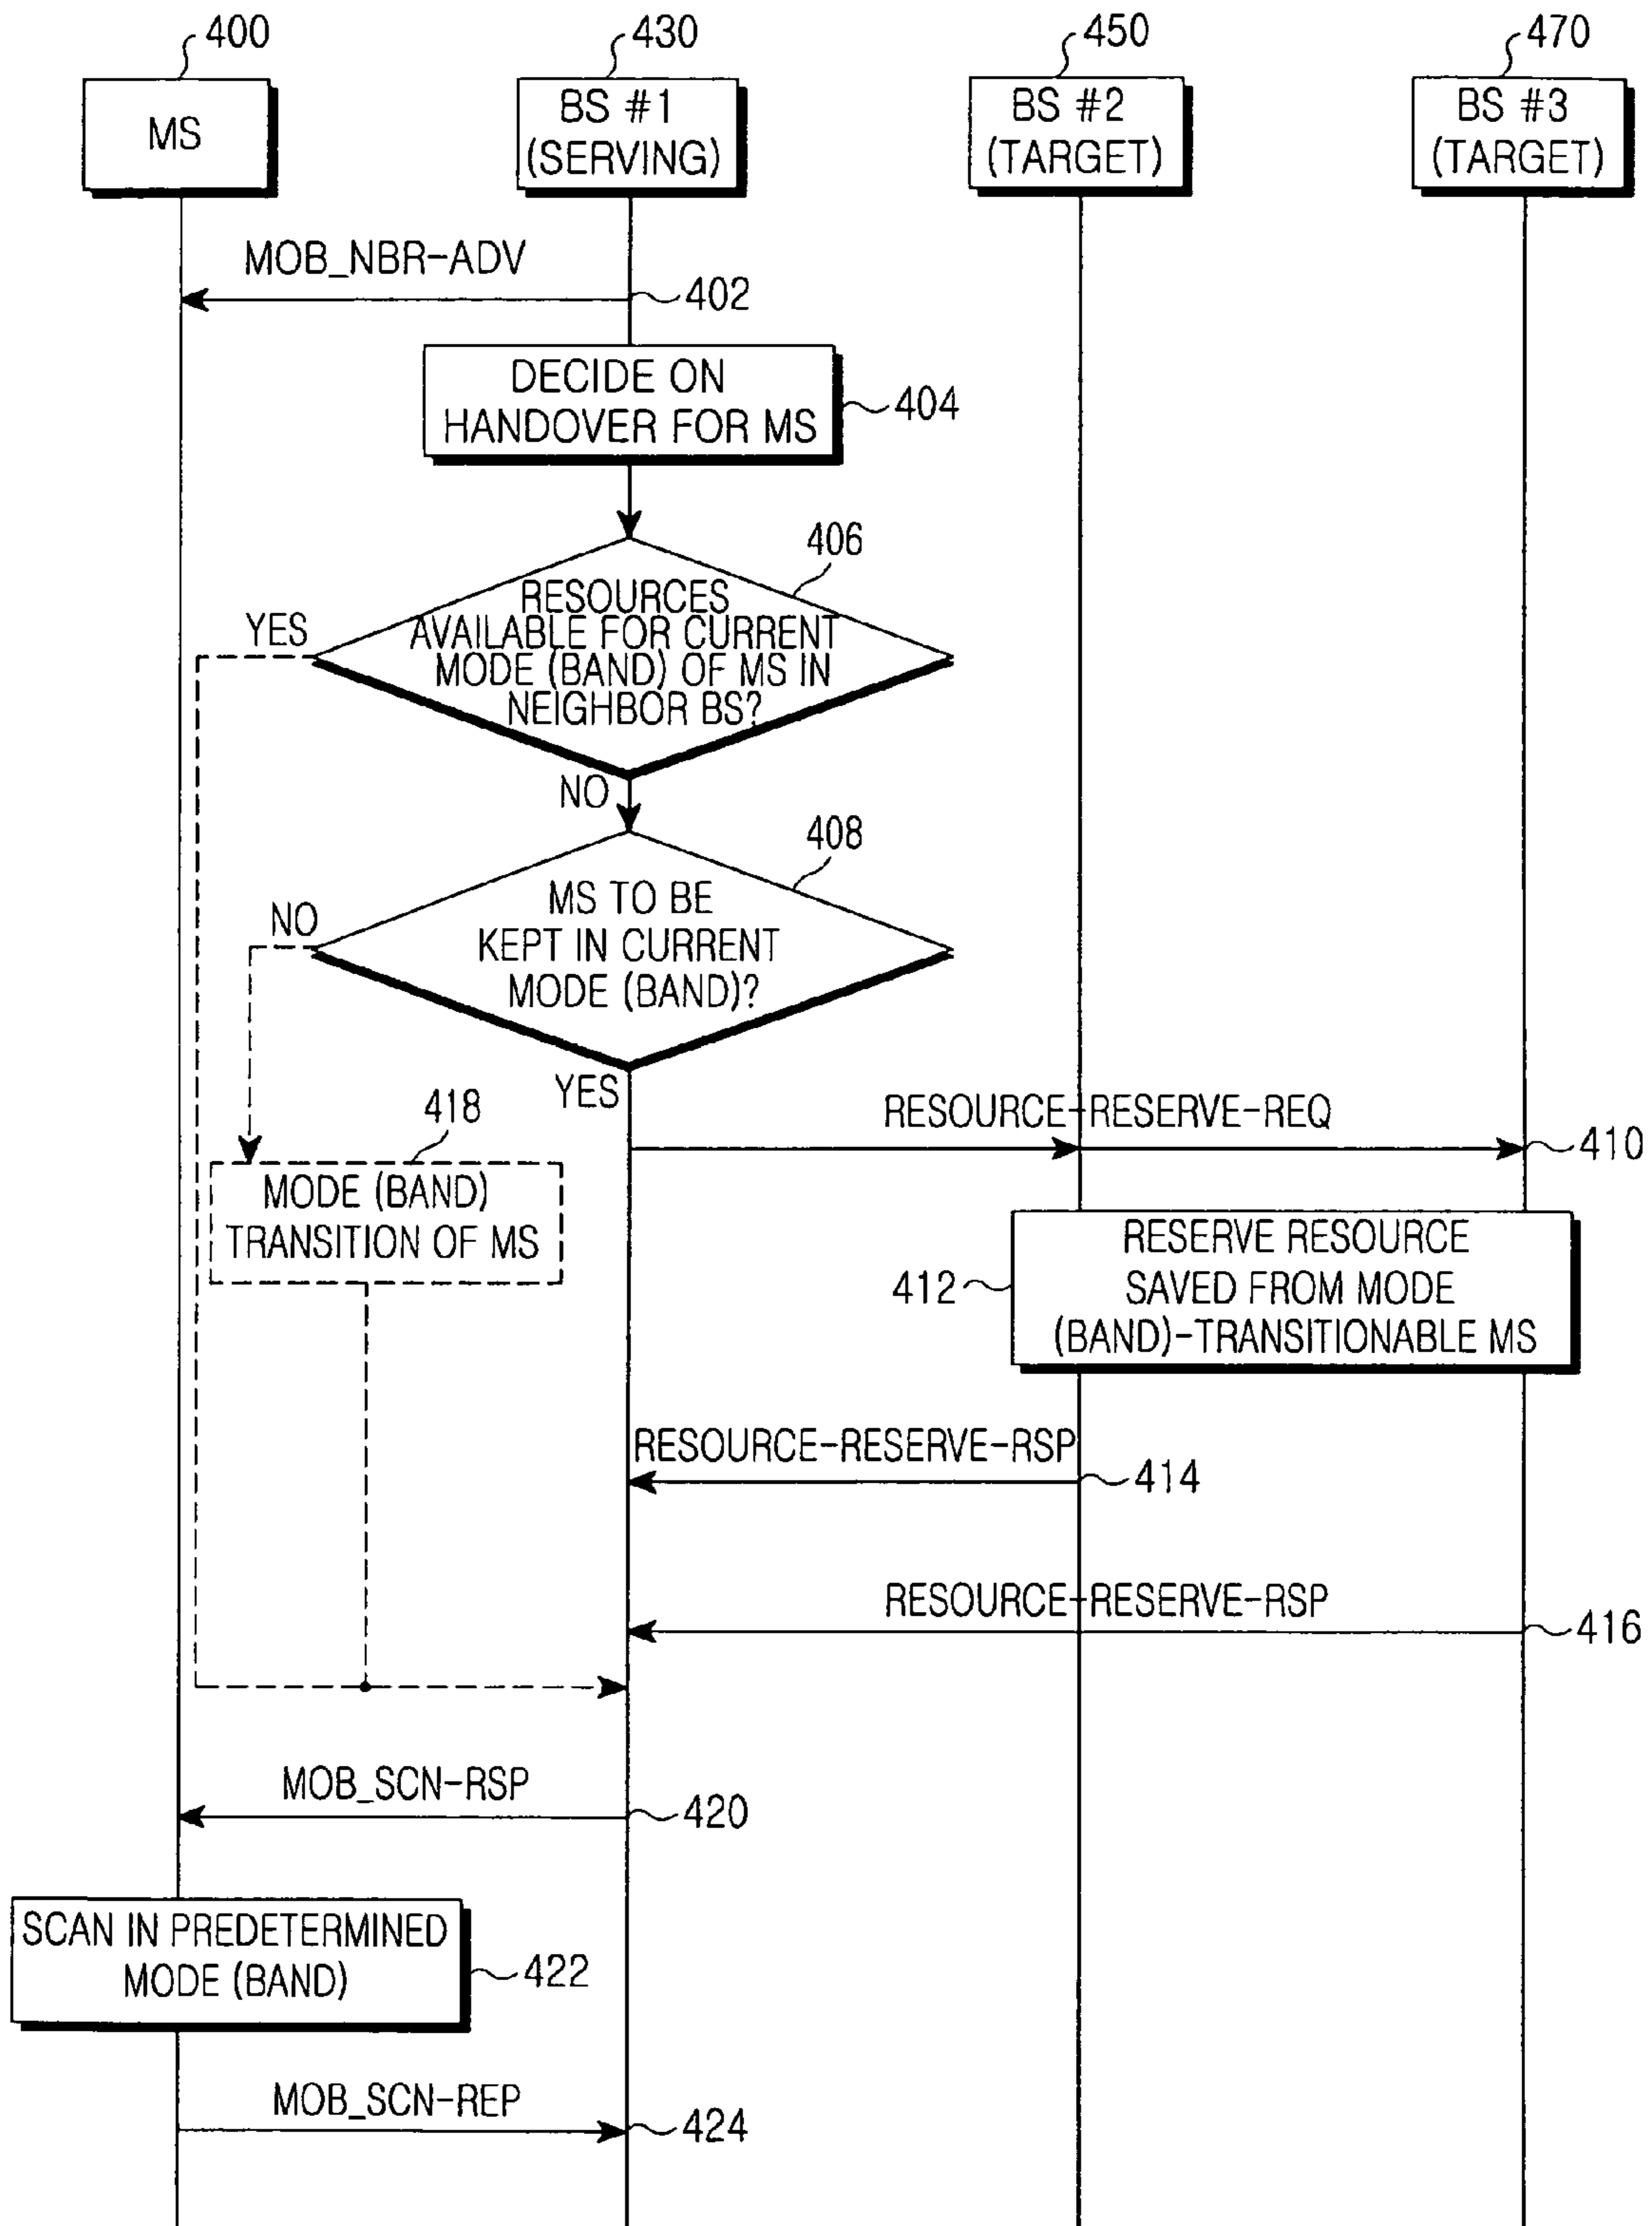 400
430
450
470
MS
BS #1
(SERVING)
BS #2
(TARGET)
BS #3
(TARGET)
MOB_NBR-ADV
402
DECIDE ON
HANDOVER FOR MS
404
406
RESOURCES
AVAILABLE FOR CURRENT
MODE (BAND) OF MS IN
NEIGHBOR BS?
YES
NO
408
MS TO BE
KEPT IN CURRENT
MODE (BAND)?
NO
YES
418
MODE (BAND)
TRANSITION OF MS
RESOURCE-RESERVE-REQ
410
RESERVE RESOURCE
SAVED FROM MODE
(BAND)-TRANSITIONABLE MS
412
RESOURCE-RESERVE-RSP
414
RESOURCE-RESERVE-RSP
416
MOB_SCN-RSP
420
SCAN IN PREDETERMINED
MODE (BAND)
422
MOB_SCN-REP
424